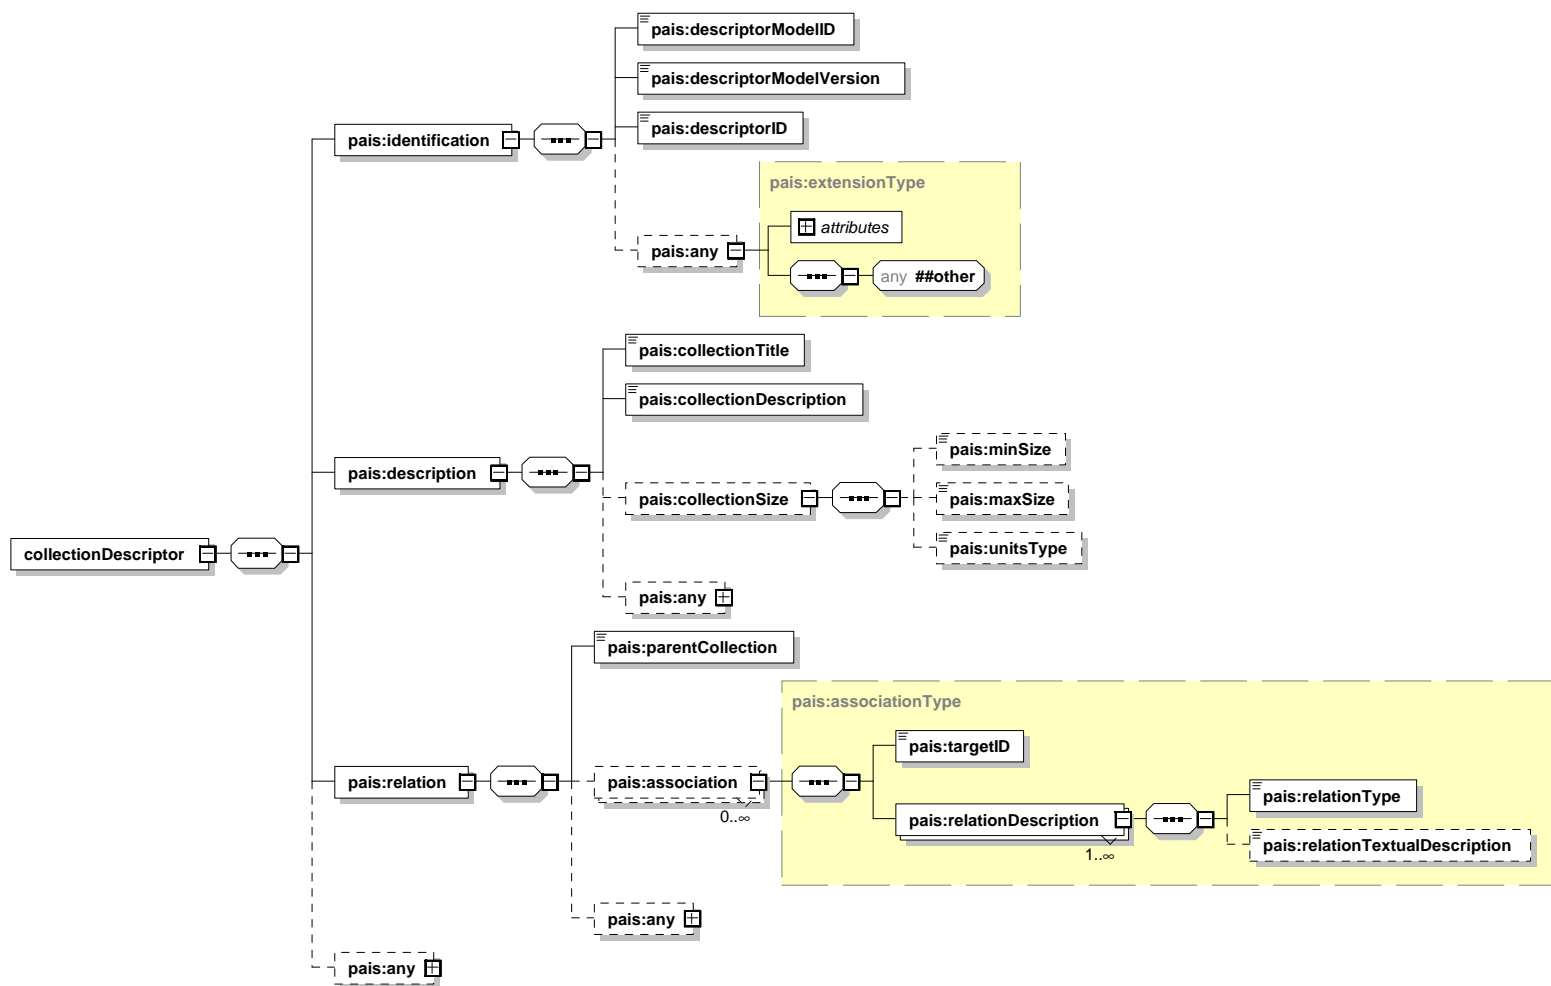 pais:descriptorModelID
pais:descriptorModelVersion
pais:identification
pais:descriptorID
pais:extensionType
attributes
pais:any
any ##other
pais:collectionTitle
pais:collectionDescription
pais:minSize
pais:description
pais:collectionSize
pais:maxSize
pais:unitsType
collectionDescriptor
pais:any
pais:parentCollection
pais:associationType
pais:targetID
pais:relation
pais:association
0..∞
pais:relationType
pais:relationDescription
1..∞
pais:relationTextualDescription
pais:any
pais:any